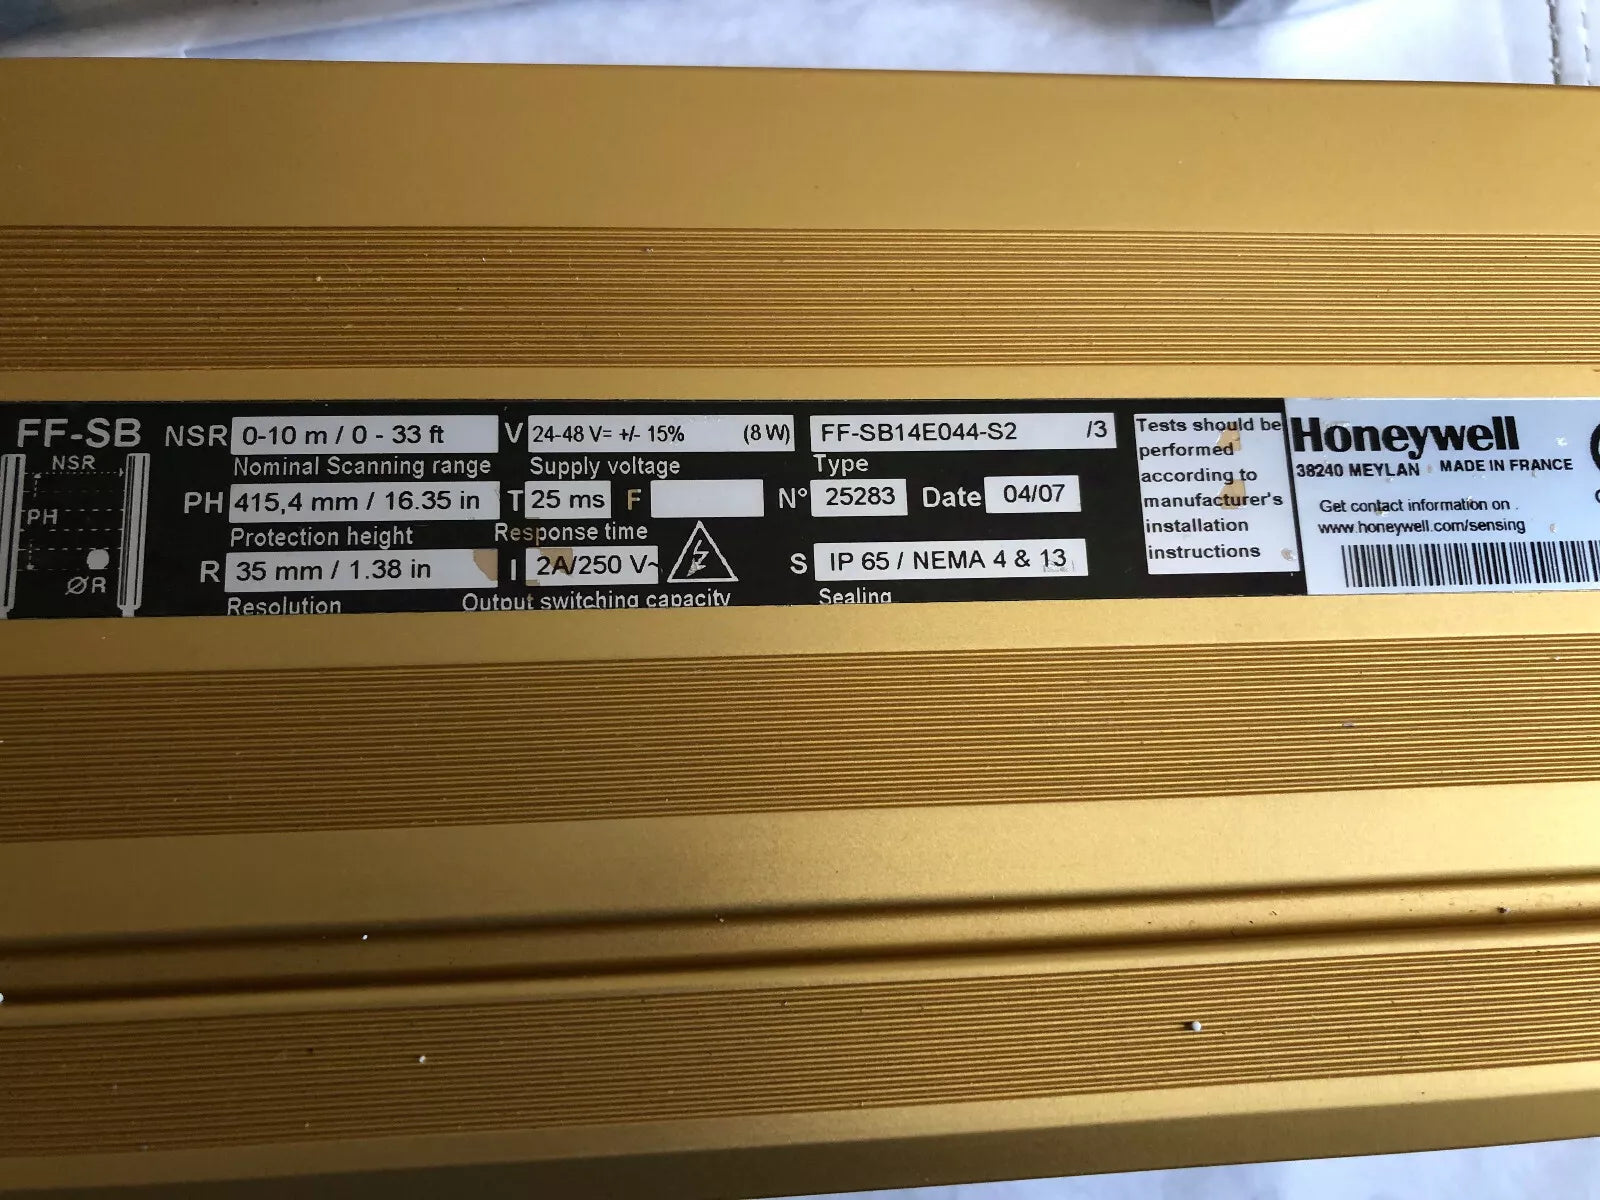 FF-SB
NSR
PH
ØR
NSR 0-10 m / 0 - 33 ft
Nominal Scanning range
PH 415,4 mm / 16.35 in
Protection height
R 35 mm / 1.38 in
Resolution
V 24-48 V= +/- 15% (8 W)
Supply voltage
T 25 ms F
Response time
I 2A/250 V~
Output switching capacity
FF-SB14E044-S2 /3
Type
N° 25283 Date 04/07
S IP 65 / NEMA 4 & 13
Sealing
Tests should be
performed
according to
manufacturer's
installation
instructions
Honeywell
38240 MEYLAN MADE IN FRANCE
Get contact information on
www.honeywell.com/sensing